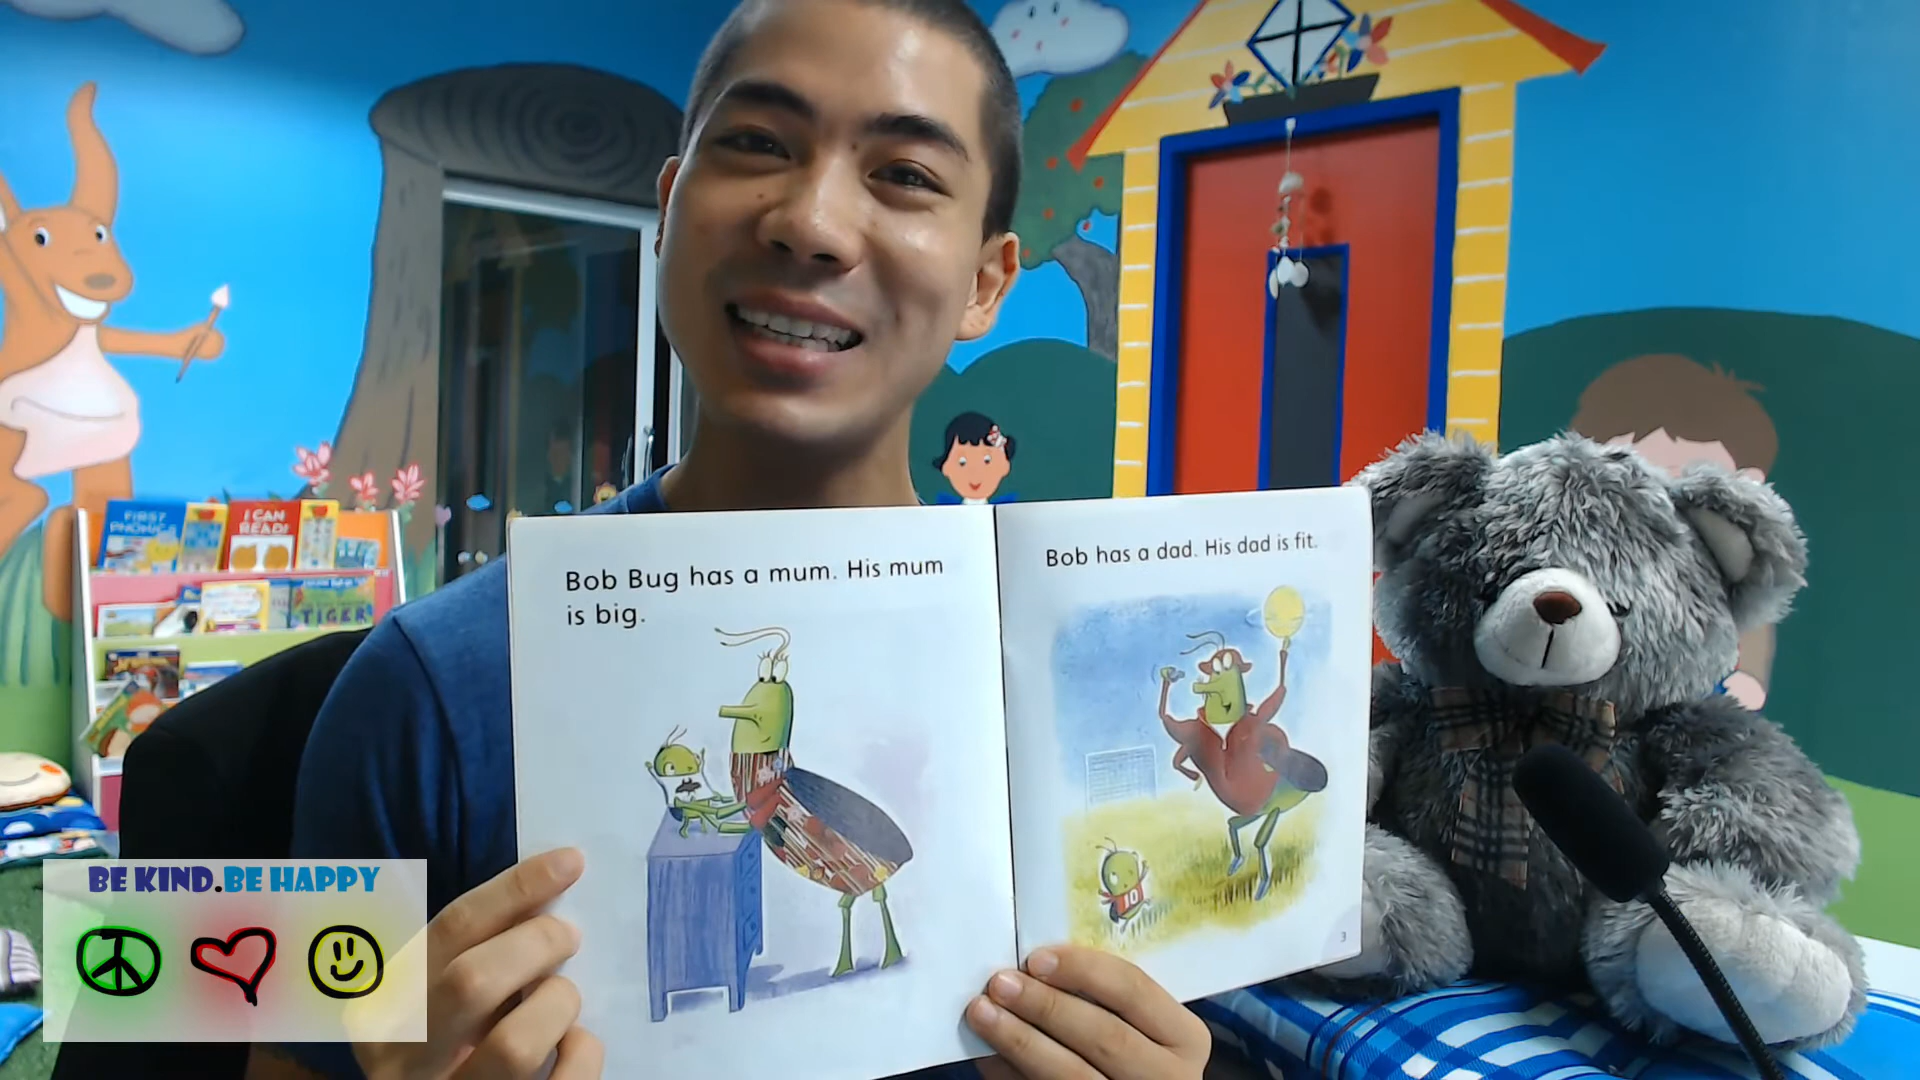 Bob Bug has a mum. His mum
is big.
Bob has a dad. His dad is fit.
10
3
FIRST
PHONICS
I CAN
READ!
TIGER
BE KIND.BE HAPPY